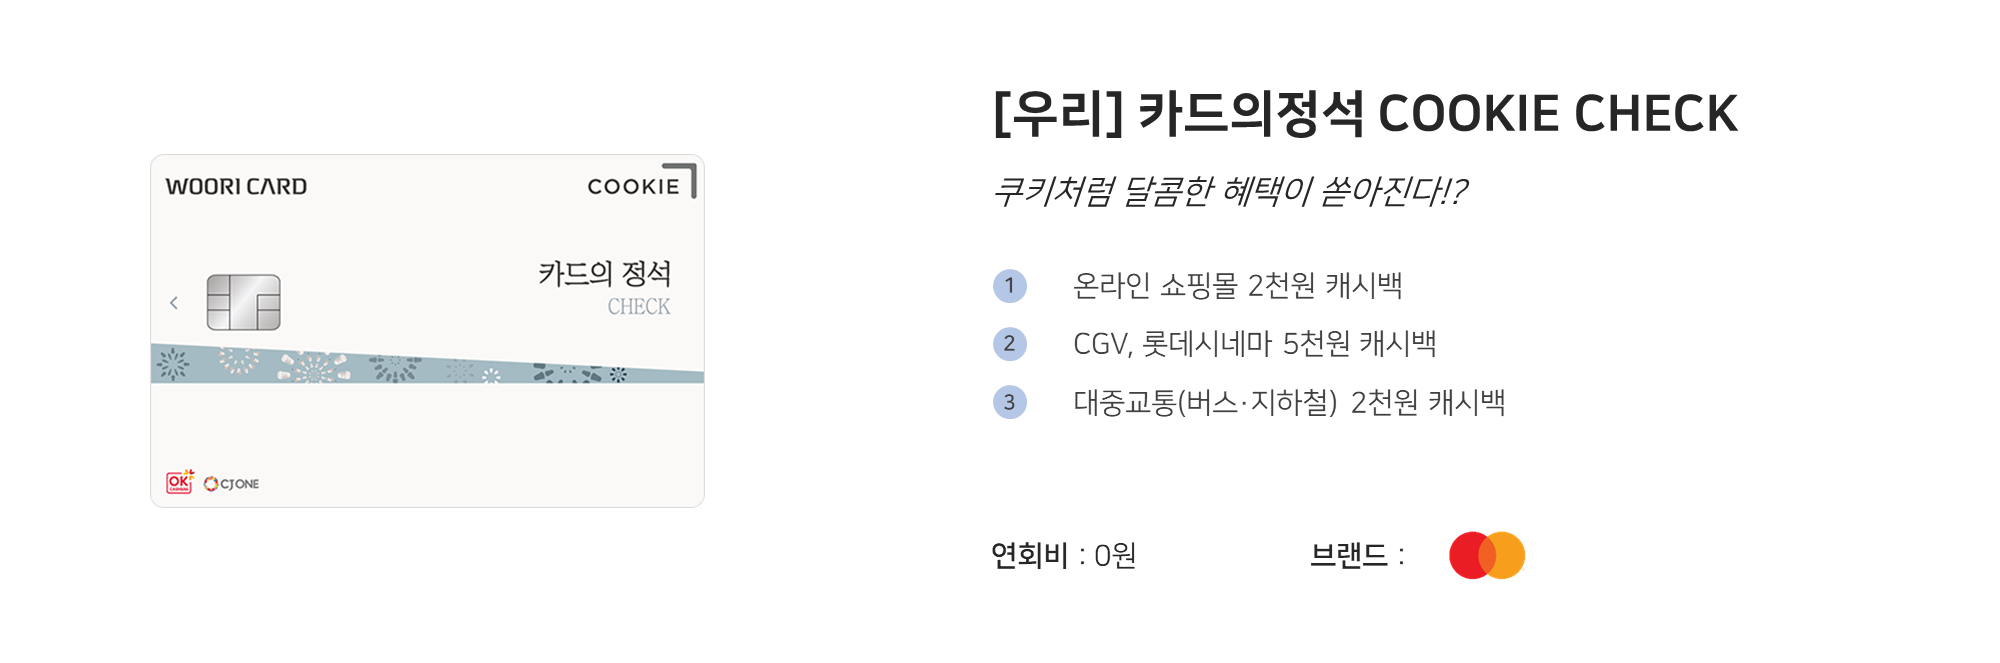 WOORI CARD
COOKIE
카드의 정석
CHECK
OK
CASHBAG
CJ ONE
[우리] 카드의정석 COOKIE CHECK
쿠키처럼 달콤한 혜택이 쏟아진다!?
1 온라인 쇼핑몰 2천원 캐시백
2 CGV, 롯데시네마 5천원 캐시백
3 대중교통(버스·지하철) 2천원 캐시백
연회비 : 0원 브랜드 :